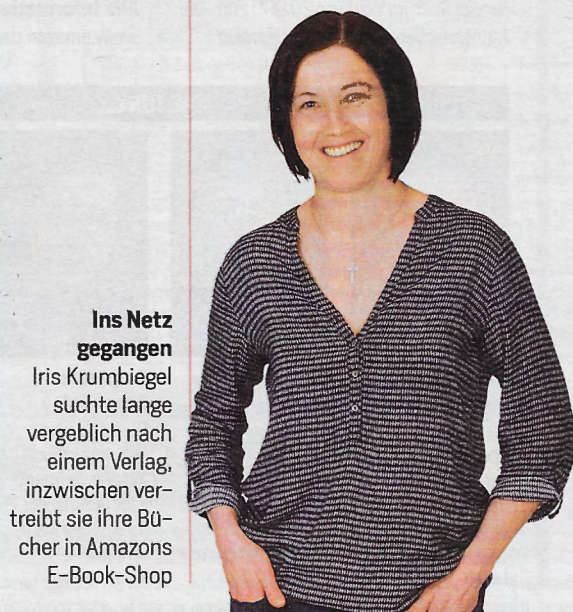 Ins Netz
gegangen
Iris Krumbiegel
suchte lange
vergeblich nach
einem Verlag,
inzwischen ver-
treibt sie ihre Bü-
cher in Amazons
E-Book-Shop